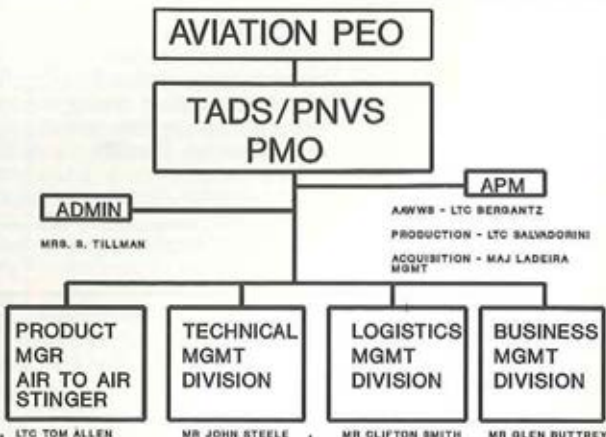 AVIATION PEO
TADS/PNVS
PMO
ADMIN
MRS. S. TILLMAN
APM
AAWWS - LTC BERGANTZ
PRODUCTION - LTC SALVADORINI
ACQUISITION - MAJ LADEIRA
MGMT
PRODUCT
MGR
AIR TO AIR
STINGER
LTC TOM ALLEN
TECHNICAL
MGMT
DIVISION
MR JOHN STEELE
LOGISTICS
MGMT
DIVISION
MR CLIFTON SMITH
BUSINESS
MGMT
DIVISION
MR GLEN BUTTREY